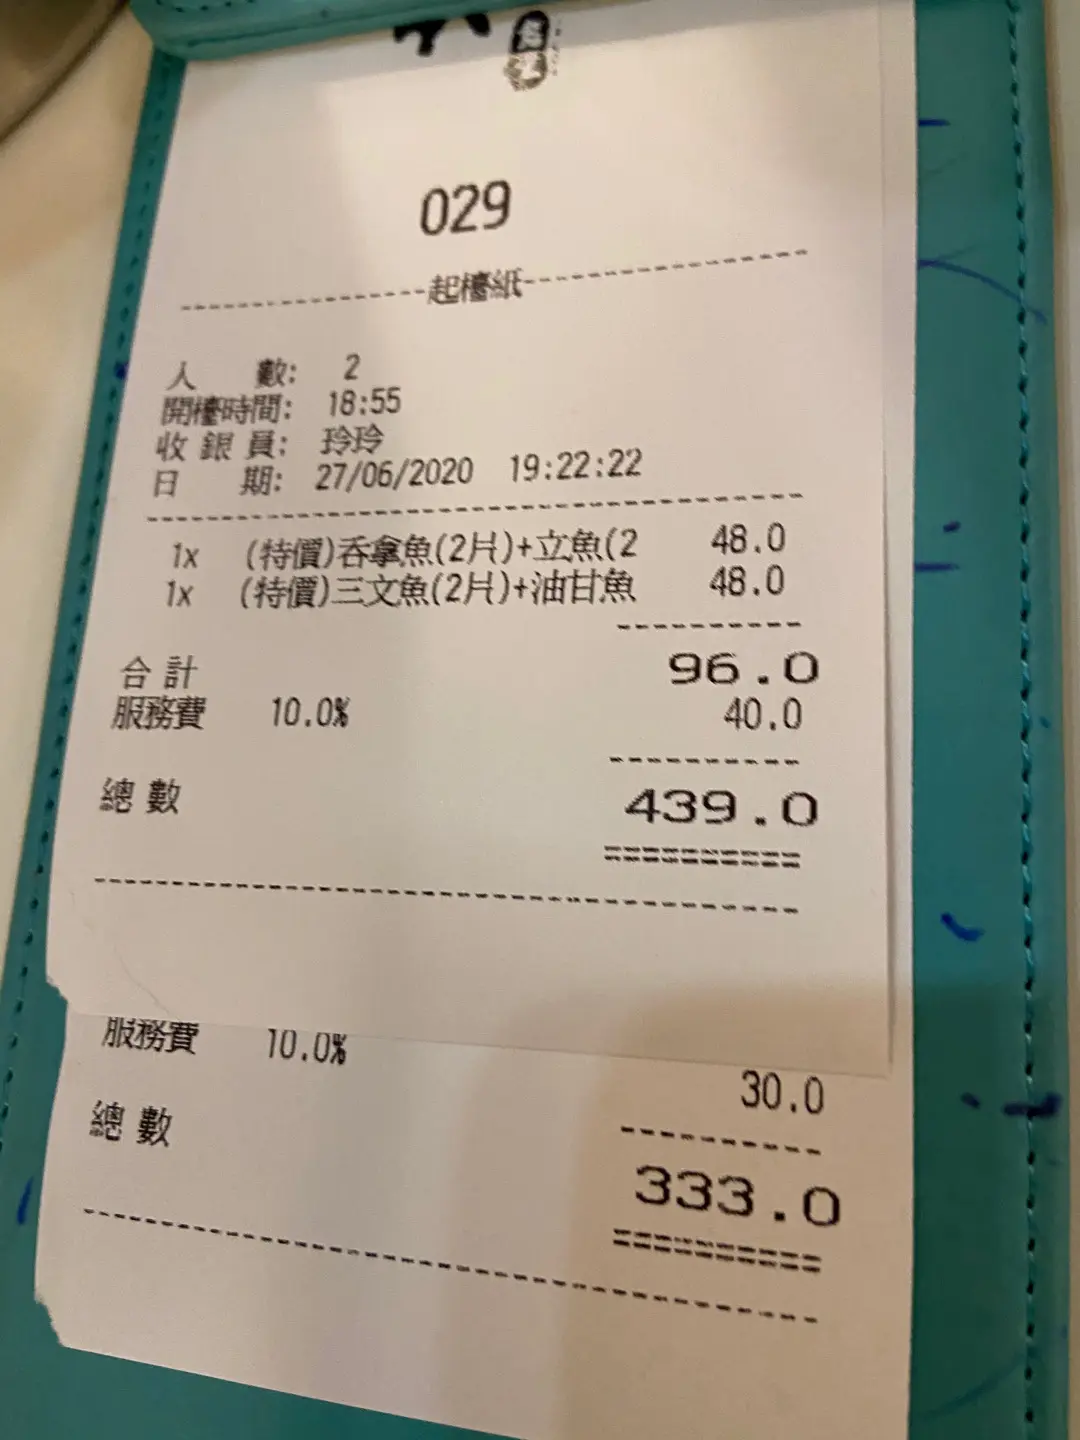 029
起檯紙
人 數: 2
開檯時間: 18:55
收銀員: 玲玲
日 期: 27/06/2020 19:22:22
1x (特價)吞拿魚(2片)+立魚(2 48.0
1x (特價)三文魚(2片)+油甘魚 48.0
合計 96.0
服務費 10.0% 40.0
總數 439.0
服務費 10.0% 30.0
總數 333.0